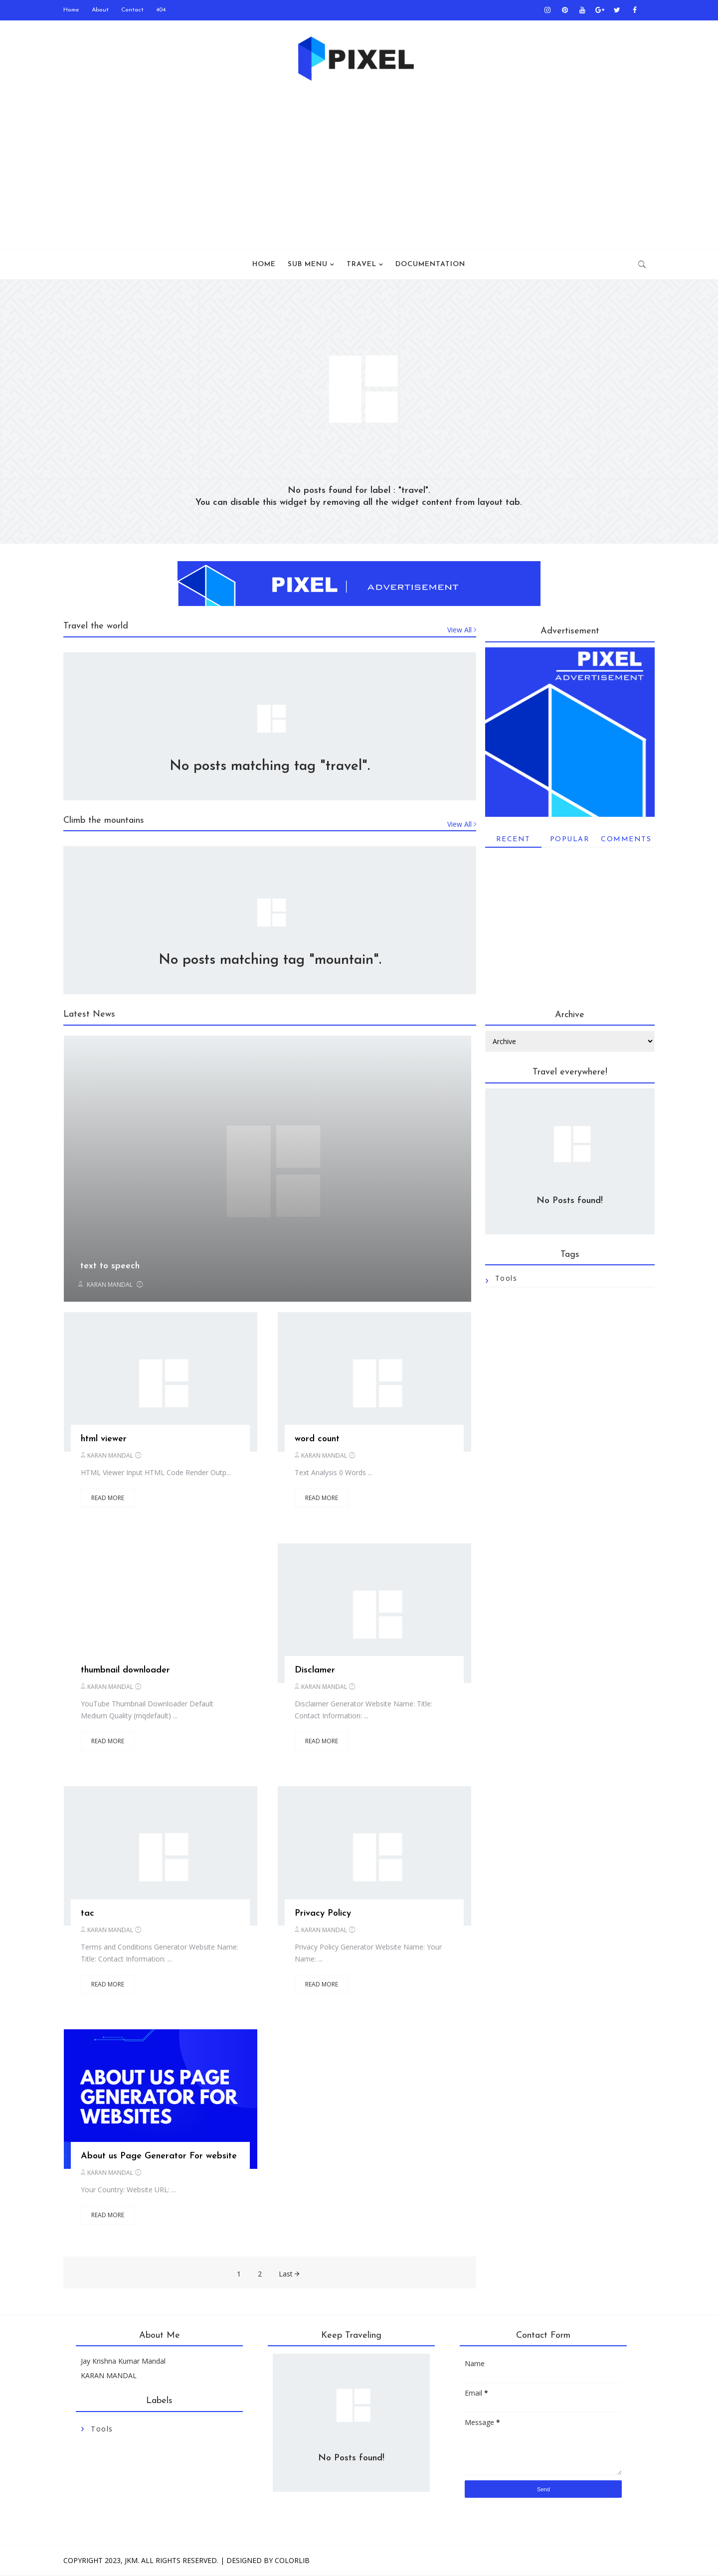 Home About Contact 404
PIXEL
HOME SUB MENU TRAVEL DOCUMENTATION
No posts found for label : "travel".
You can disable this widget by removing all the widget content from layout tab.
PIXEL | ADVERTISEMENT
Travel the world
View All
No posts matching tag "travel".
Climb the mountains
View All
No posts matching tag "mountain".
Advertisement
PIXEL
ADVERTISEMENT
RECENT POPULAR COMMENTS
Latest News
text to speech
KARAN MANDAL
html viewer
KARAN MANDAL
HTML Viewer Input HTML Code Render Outp...
READ MORE
word count
KARAN MANDAL
Text Analysis 0 Words ...
READ MORE
thumbnail downloader
KARAN MANDAL
YouTube Thumbnail Downloader Default
Medium Quality (mqdefault) ...
READ MORE
Disclamer
KARAN MANDAL
Disclaimer Generator Website Name: Title:
Contact Information: ...
READ MORE
tac
KARAN MANDAL
Terms and Conditions Generator Website Name:
Title: Contact Information: ...
READ MORE
Privacy Policy
KARAN MANDAL
Privacy Policy Generator Website Name: Your
Name: ...
READ MORE
ABOUT US PAGE
GENERATOR FOR
WEBSITES
About us Page Generator For website
KARAN MANDAL
Your Country: Website URL: ...
READ MORE
1 2 Last
Archive
Archive
Travel everywhere!
No Posts found!
Tags
Tools
About Me
Jay Krishna Kumar Mandal
KARAN MANDAL
Labels
Tools
Keep Traveling
No Posts found!
Contact Form
Name
Email *
Message *
Send
COPYRIGHT 2023, JKM. ALL RIGHTS RESERVED. | DESIGNED BY COLORLIB